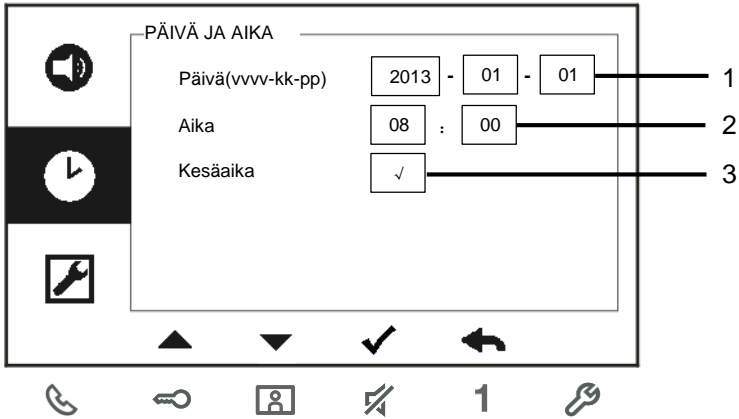 PÄIVÄ JA AIKA
Päivä(vvvv-kk-pp) 2013 - 01 - 01 1
Aika 08 : 00 2
Kesäaika √ 3
1